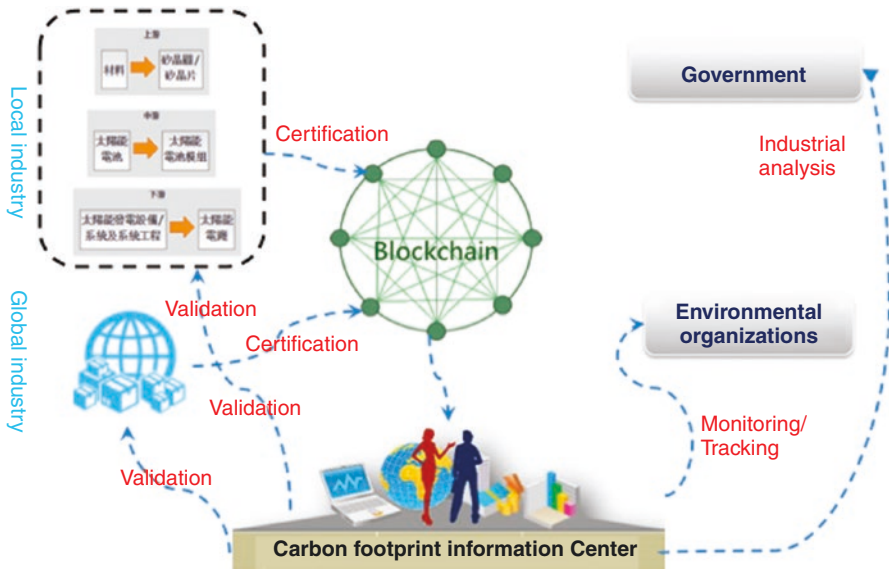 上游
材料
矽晶圓/
矽晶片
中游
太陽能
電池
太陽能
電池模組
下游
太陽能發電設備/
系統及系統工程
太陽能
電廠
Local industry
Global industry
Certification
Blockchain
Validation
Certification
Validation
Validation
Government
Industrial
analysis
Environmental
organizations
Monitoring/
Tracking
Carbon footprint information Center